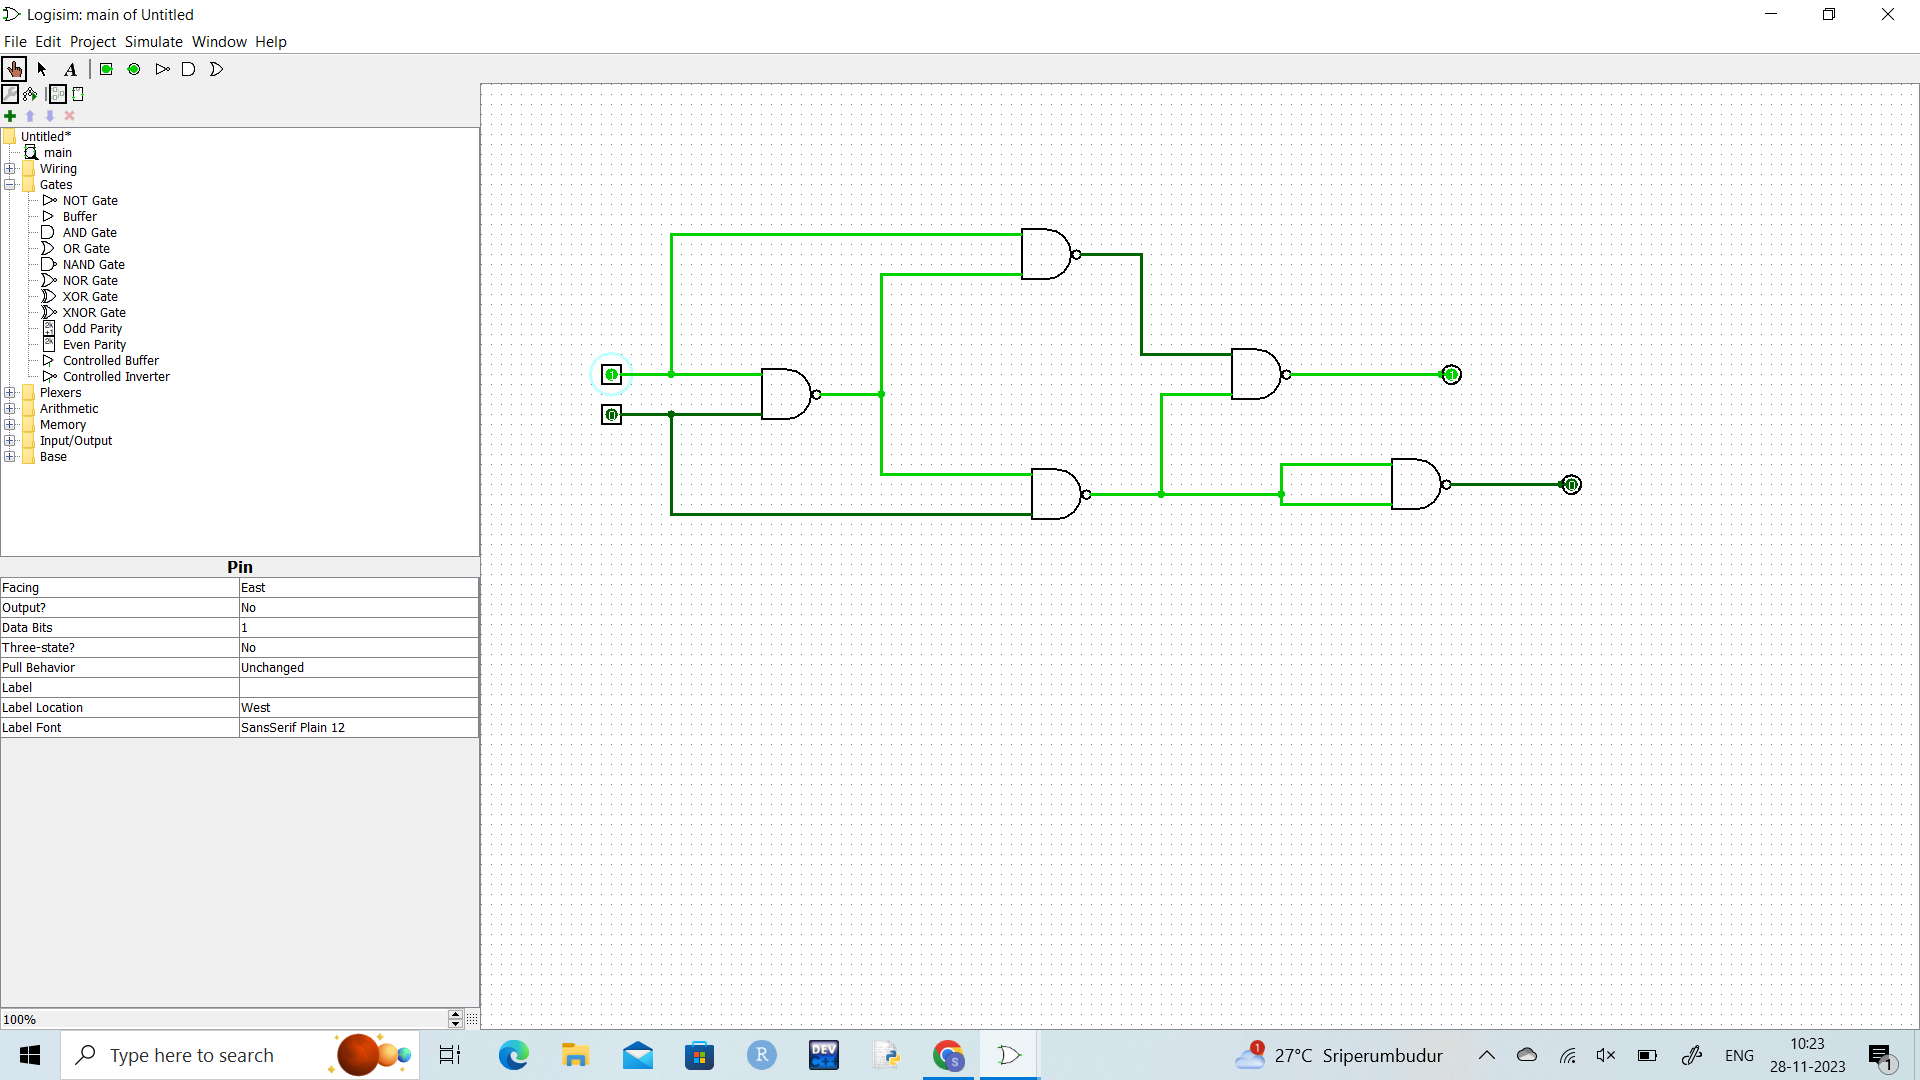 Logisim: main of Untitled
File Edit Project Simulate Window Help
A
Untitled*
main
Wiring
Gates
NOT Gate
Buffer
AND Gate
OR Gate
NAND Gate
NOR Gate
XOR Gate
XNOR Gate
Odd Parity
Even Parity
Controlled Buffer
Controlled Inverter
Plexers
Arithmetic
Memory
Input/Output
Base
1
0
1
0
Pin
Facing East
Output? No
Data Bits 1
Three-state? No
Pull Behavior Unchanged
Label
Label Location West
Label Font SansSerif Plain 12
100%
Type here to search
R
DEV
C++
S
1
27°C Sriperumbudur
ENG
10:23
28-11-2023
1